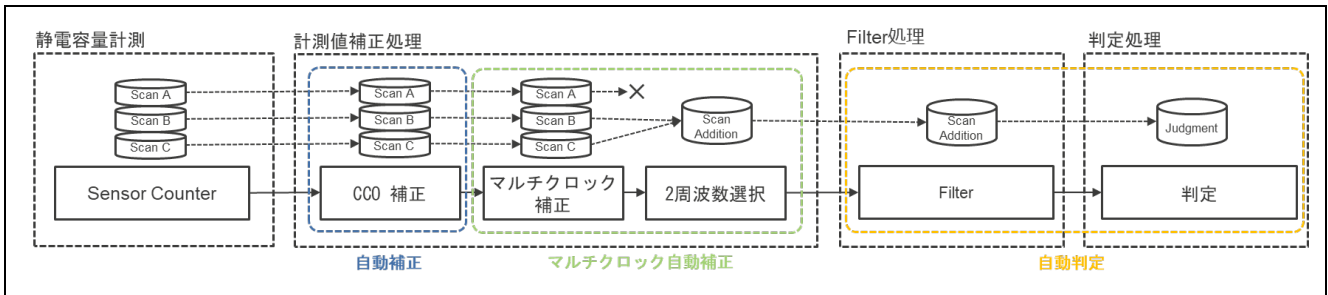 静電容量計測
計測値補正処理
Filter処理
判定処理
Scan A
Scan B
Scan C
Scan A
Scan B
Scan C
Scan A
Scan B
Scan C
Scan
Addition
Scan
Addition
Judgment
Sensor Counter
CCO 補正
マルチクロック
補正
2周波数選択
Filter
判定
自動補正
マルチクロック自動補正
自動判定